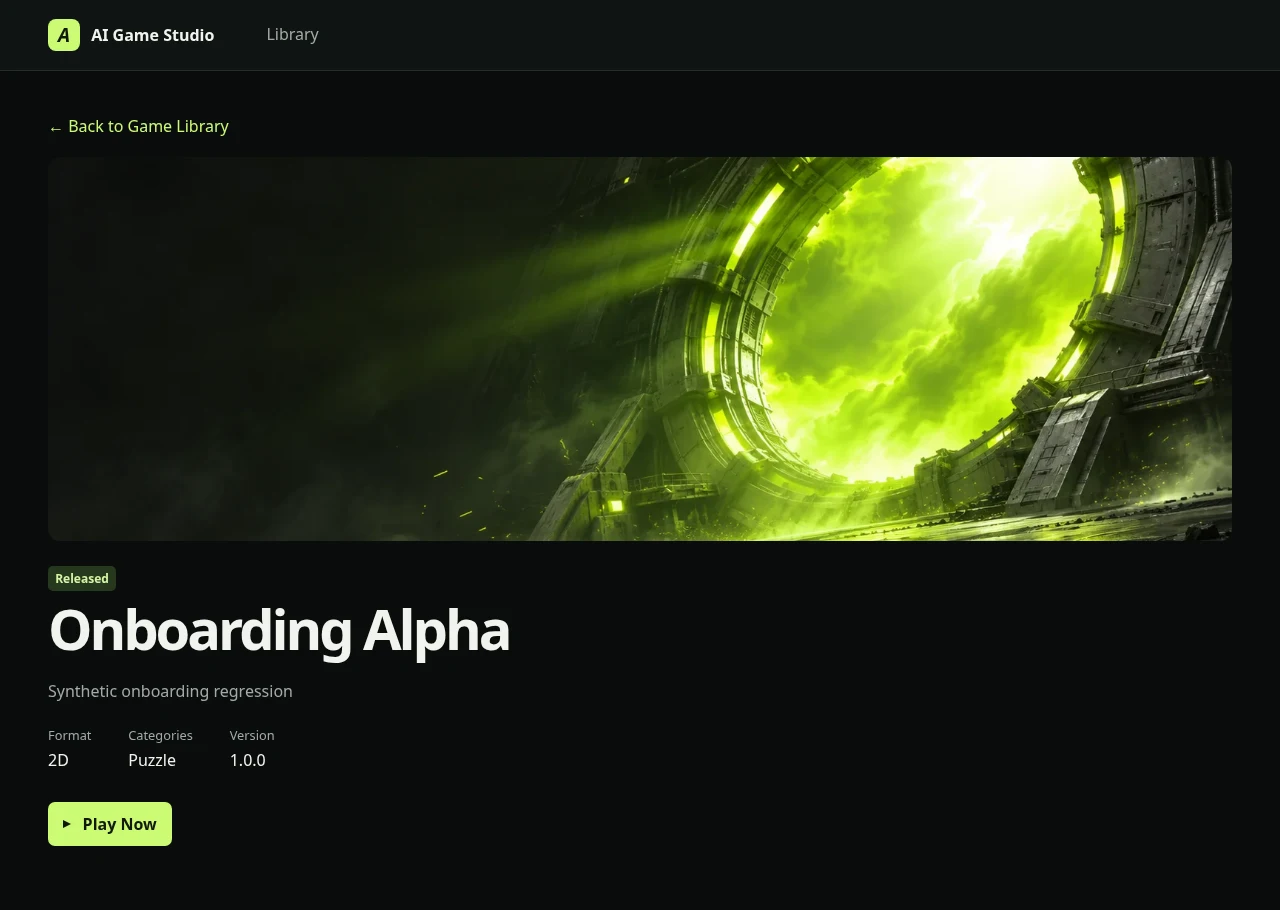 A AI Game Studio Library
← Back to Game Library
Released
Onboarding Alpha
Synthetic onboarding regression
Format Categories Version
2D Puzzle 1.0.0
▶ Play Now